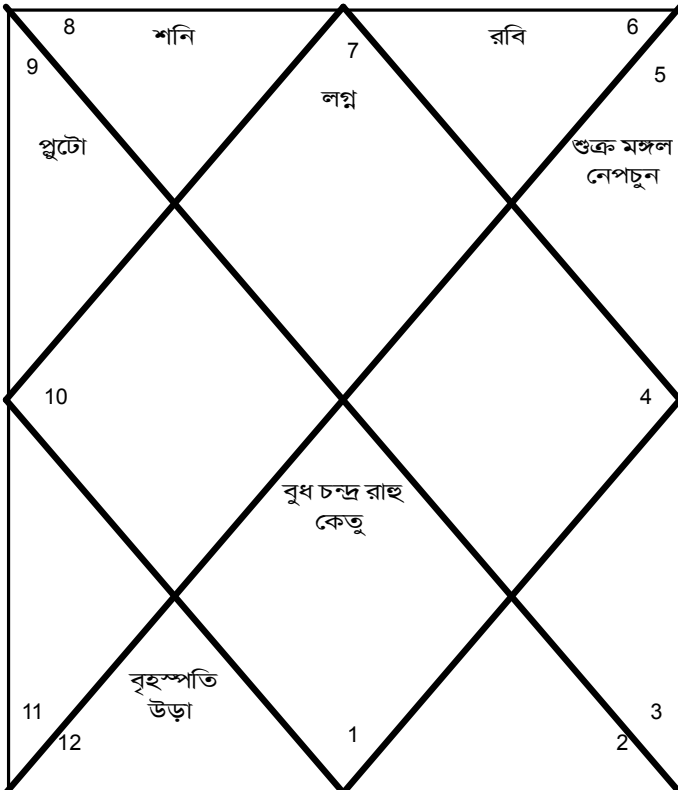 8
শনি
7
রবি
6
9
5
লগ্ন
প্লুটো
শুক্র মঙ্গল
নেপচুন
10
4
বুধ চন্দ্র রাহু
কেতু
বৃহস্পতি
উড়া
11
3
12
1
2